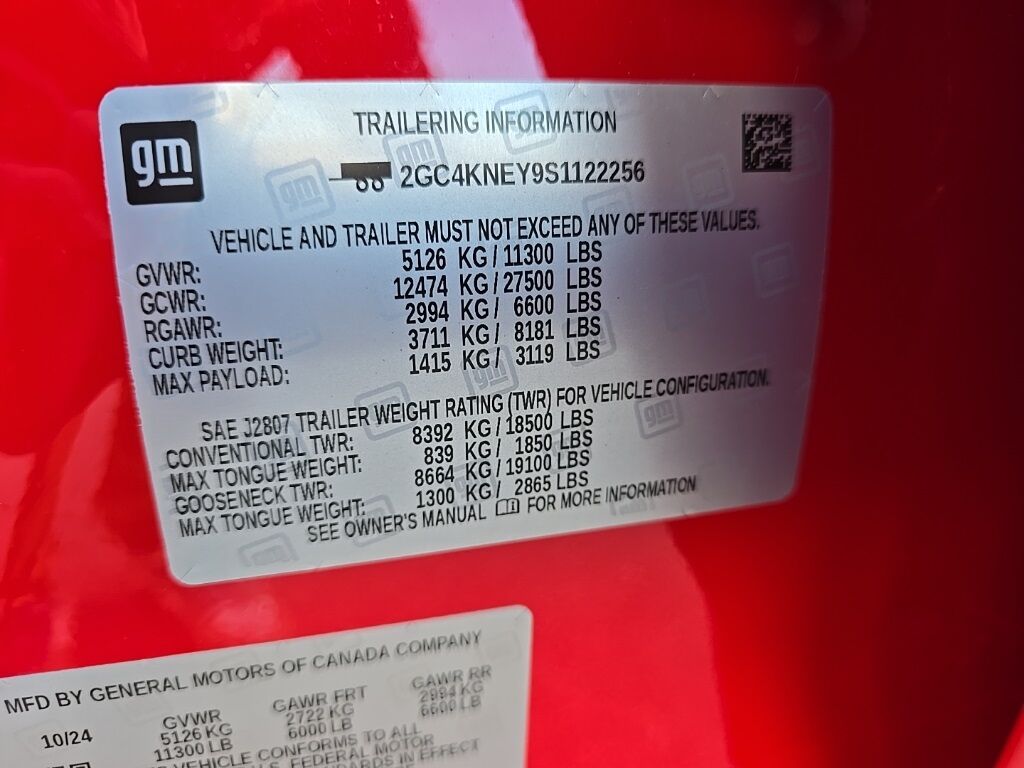 gm
TRAILERING INFORMATION
2GC4KNEY9S1122256
VEHICLE AND TRAILER MUST NOT EXCEED ANY OF THESE VALUES.
GVWR: 5126 KG / 11300 LBS
GCWR: 12474 KG / 27500 LBS
RGAWR: 2994 KG / 6600 LBS
CURB WEIGHT: 3711 KG / 8181 LBS
MAX PAYLOAD: 1415 KG / 3119 LBS
SAE J2807 TRAILER WEIGHT RATING (TWR) FOR VEHICLE CONFIGURATION.
CONVENTIONAL TWR: 8392 KG / 18500 LBS
MAX TONGUE WEIGHT: 839 KG / 1850 LBS
GOOSENECK TWR: 8664 KG / 19100 LBS
MAX TONGUE WEIGHT: 1300 KG / 2865 LBS
SEE OWNER'S MANUAL FOR MORE INFORMATION
MFD BY GENERAL MOTORS OF CANADA COMPANY
10/24 GVWR GAWR FRT GAWR RR
5126 KG 2722 KG 2994 KG
11300 LB 6000 LB 6600 LB
VEHICLE CONFORMS TO ALL
U.S. FEDERAL MOTOR
STANDARDS IN EFFECT